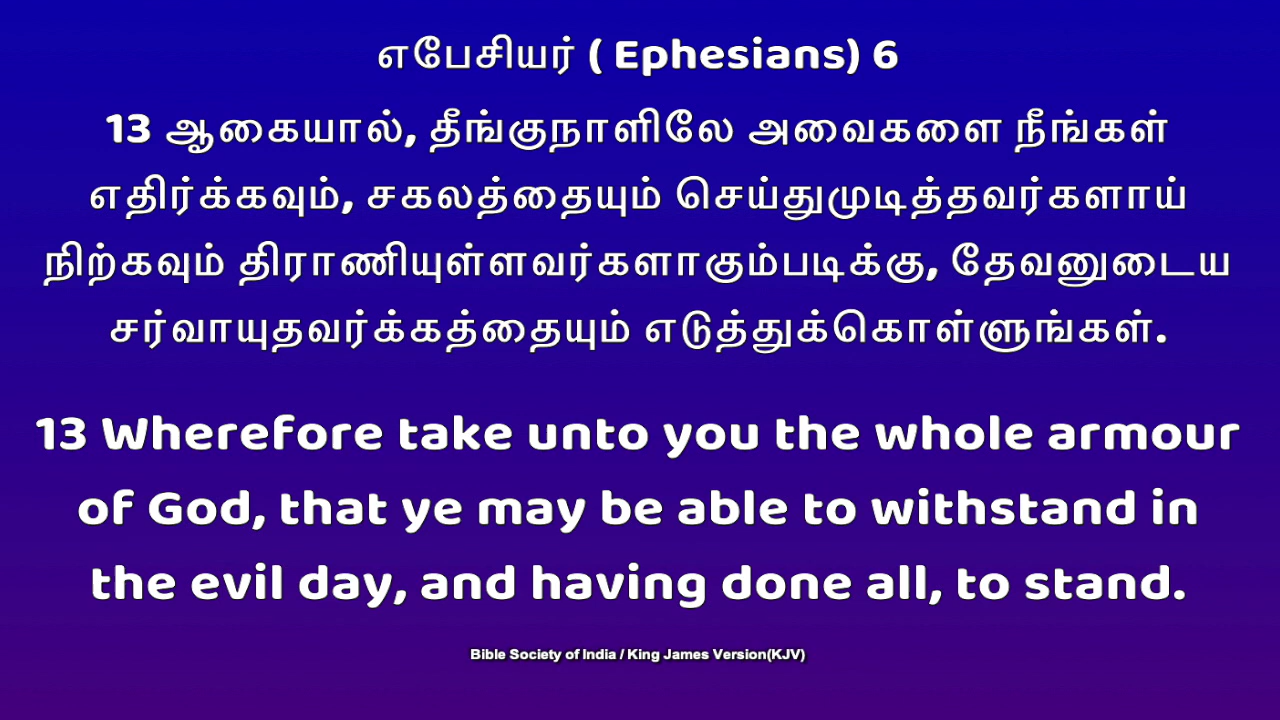 எபேசியர் ( Ephesians) 6
13 ஆகையால், தீங்குநாளிலே அவைகளை நீங்கள்
எதிர்க்கவும், சகலத்தையும் செய்துமுடித்தவர்களாய்
நிற்கவும் திராணியுள்ளவர்களாகும்படிக்கு, தேவனுடைய
சர்வாயுதவர்க்கத்தையும் எடுத்துக்கொள்ளுங்கள்.
13 Wherefore take unto you the whole armour
of God, that ye may be able to withstand in
the evil day, and having done all, to stand.
Bible Society of India / King James Version(KJV)